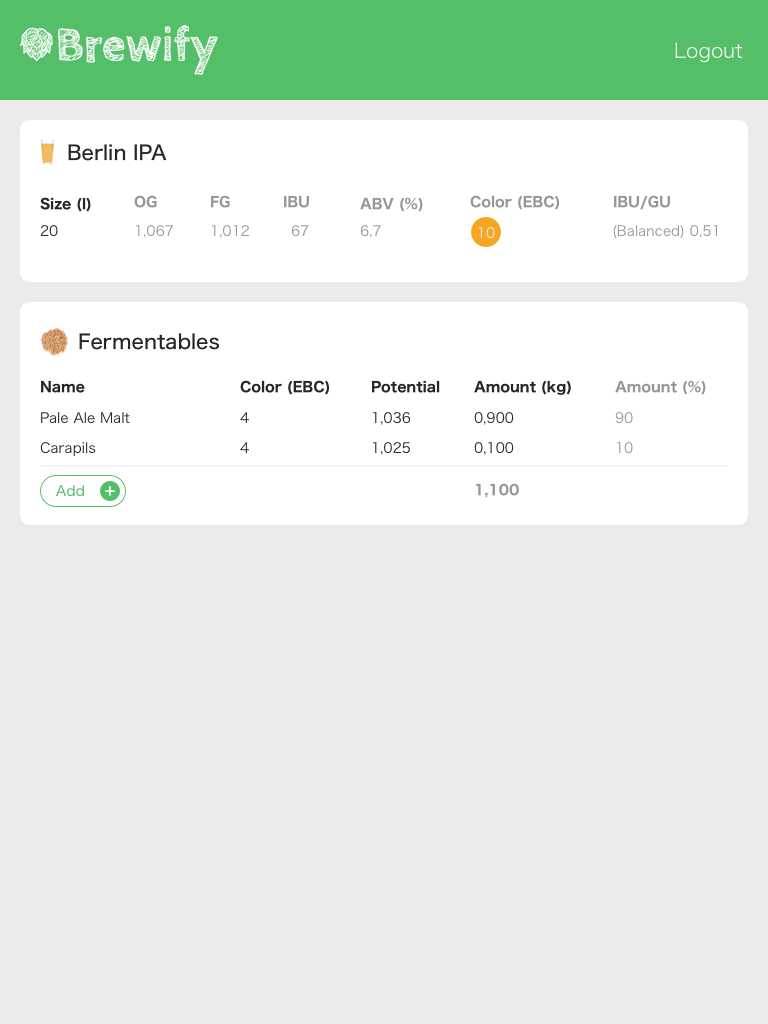 Brewify
Logout
Berlin IPA
Size (l) OG FG IBU ABV (%) Color (EBC) IBU/GU
20 1,067 1,012 67 6,7 10 (Balanced) 0,51
Fermentables
Name Color (EBC) Potential Amount (kg) Amount (%)
Pale Ale Malt 4 1,036 0,900 90
Carapils 4 1,025 0,100 10
Add 1,100